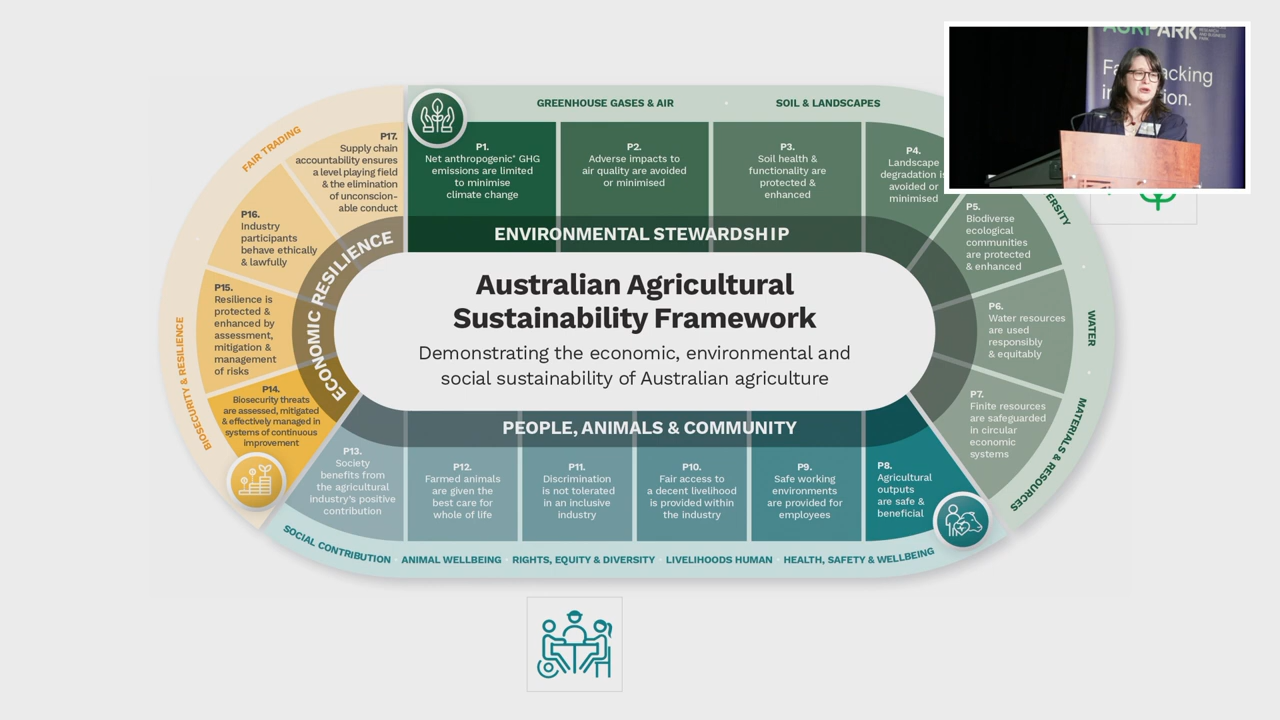 AGRIPARK
RESEARCH
AND BUSINESS
PARK
GREENHOUSE GASES & AIR
SOIL & LANDSCAPES
P1.
Net anthropogenic* GHG
emissions are limited
to minimise
climate change
P2.
Adverse impacts to
air quality are avoided
or minimised
P3.
Soil health &
functionality are
protected &
enhanced
P4.
Landscape
degradation is
avoided or
minimised
P5.
Biodiverse
ecological
communities
are protected
& enhanced
WATER
P6.
Water resources
are used
responsibly
& equitably
MATERIALS & RESOURCES
P7.
Finite resources
are safeguarded
in circular
economic
systems
ENVIRONMENTAL STEWARDSHIP
Australian Agricultural
Sustainability Framework
Demonstrating the economic, environmental and
social sustainability of Australian agriculture
PEOPLE, ANIMALS & COMMUNITY
P8.
Agricultural
outputs
are safe &
beneficial
P9.
Safe working
environments
are provided for
employees
P10.
Fair access to
a decent livelihood
is provided within
the industry
P11.
Discrimination
is not tolerated
in an inclusive
industry
P12.
Farmed animals
are given the
best care for
whole of life
P13.
Society
benefits from
the agricultural
industry's positive
contribution
SOCIAL CONTRIBUTION
ANIMAL WELLBEING
RIGHTS, EQUITY & DIVERSITY
LIVELIHOODS HUMAN
HEALTH, SAFETY & WELLBEING
ECONOMIC RESILIENCE
BIOSECURITY & RESILIENCE
P14.
Biosecurity threats
are assessed, mitigated
& effectively managed in
systems of continuous
improvement
P15.
Resilience is
protected &
enhanced by
assessment,
mitigation &
management
of risks
FAIR TRADING
P16.
Industry
participants
behave ethically
& lawfully
P17.
Supply chain
accountability ensures
a level playing field
& the elimination
of unconscion-
able conduct